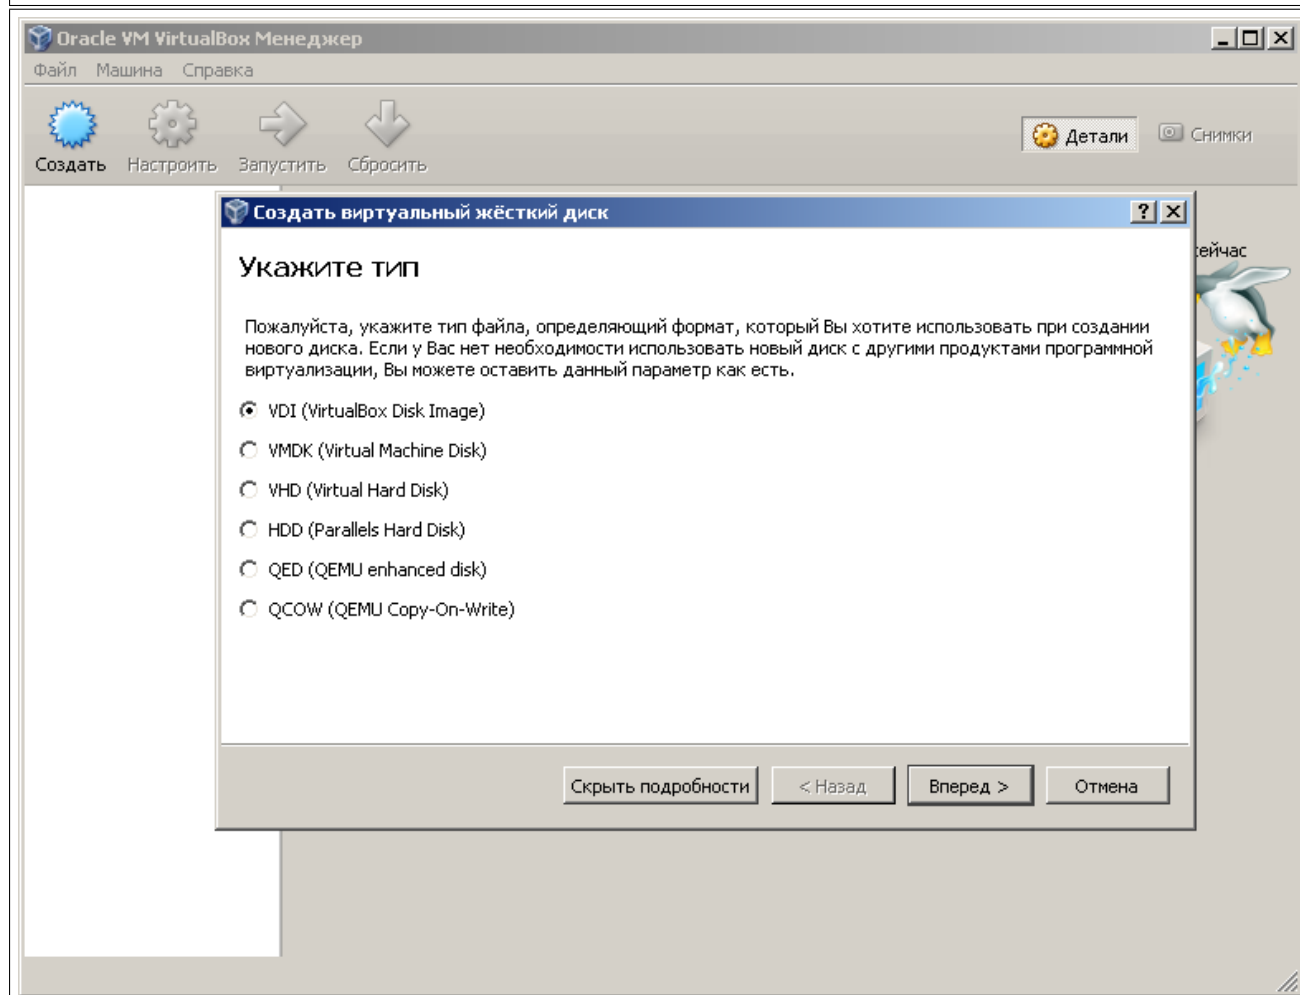 Oracle VM VirtualBox Менеджер
Файл Машина Справка
Создать Настроить Запустить Сбросить
Детали Снимки
сейчас
Создать виртуальный жёсткий диск
Укажите тип
Пожалуйста, укажите тип файла, определяющий формат, который Вы хотите использовать при создании
нового диска. Если у Вас нет необходимости использовать новый диск с другими продуктами программной
виртуализации, Вы можете оставить данный параметр как есть.
VDI (VirtualBox Disk Image)
VMDK (Virtual Machine Disk)
VHD (Virtual Hard Disk)
HDD (Parallels Hard Disk)
QED (QEMU enhanced disk)
QCOW (QEMU Copy-On-Write)
Скрыть подробности < Назад Вперед > Отмена